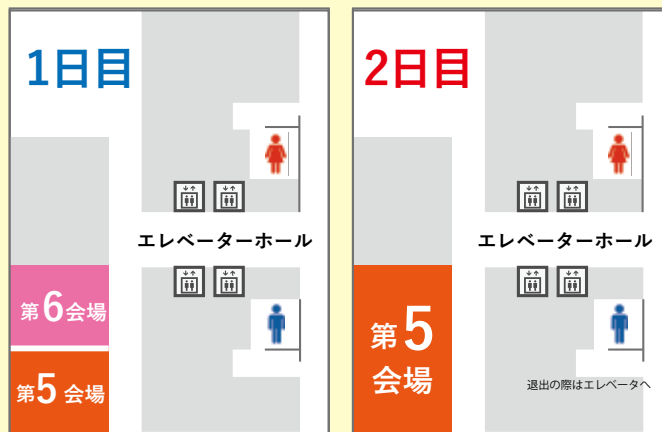 1日目
エレベーターホール
第6会場
第5会場
2日目
エレベーターホール
第5
会場
退出の際はエレベータへ